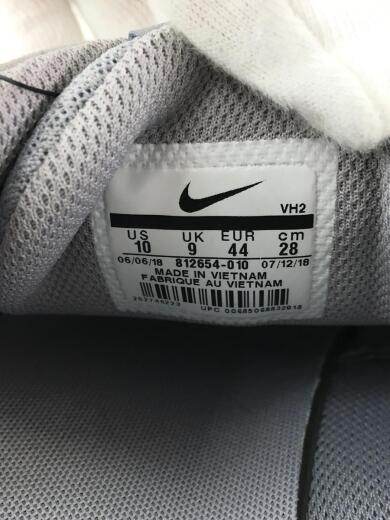 VH2
US UK EUR cm
10 9 44 28
06/06/18 812654-010 07/12/18
MADE IN VIETNAM
FABRIQUE AU VIETNAM
UPC